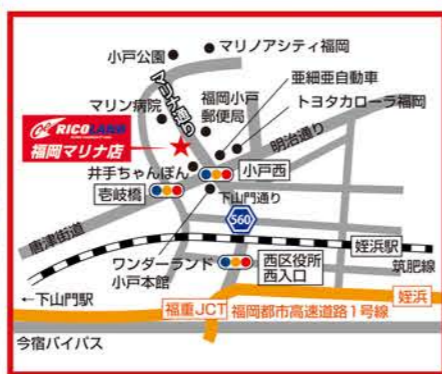 小戸公園
マリノアシティ福岡
マリナ通り
亜細亜自動車
マリン病院
福岡小戸
郵便局
トヨタカローラ福岡
RICOLAND
福岡マリナ店
明治通り
井手ちゃんぽん
小戸西
壱岐橋
下山門通り
唐津街道
560
姪浜駅
ワンダーランド
小戸本館
西区役所
西入口
筑肥線
←下山門駅
福重JCT
福岡都市高速道路1号線
姪浜
今宿バイパス